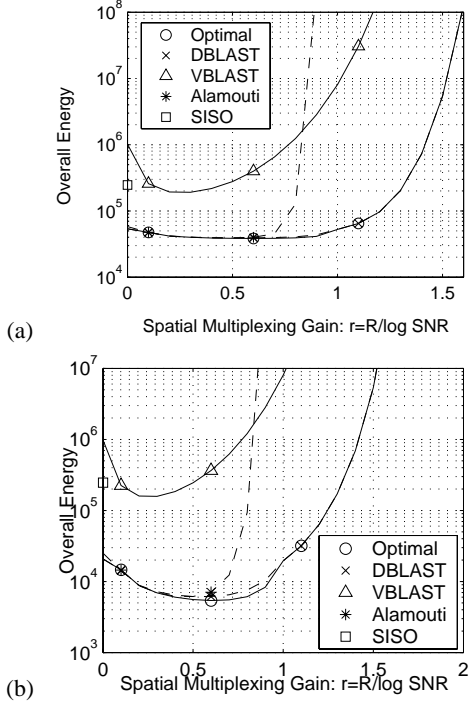 10^8
10^7
10^6
10^5
10^4
Overall Energy
Optimal
DBLAST
VBLAST
Alamouti
SISO
0 0.5 1 1.5
Spatial Multiplexing Gain: r=R/log SNR
(a)
10^7
10^6
10^5
10^4
10^3
Overall Energy
Optimal
DBLAST
VBLAST
Alamouti
SISO
0 0.5 1 1.5 2
Spatial Multiplexing Gain: r=R/log SNR
(b)